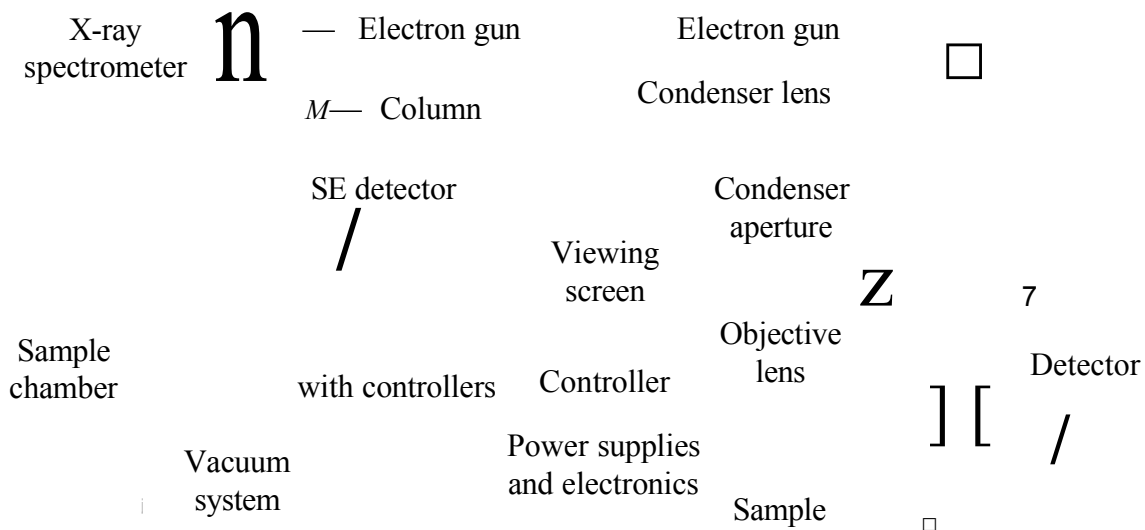 X-ray
spectrometer
n
— Electron gun
M— Column
SE detector
/
Sample
chamber
with controllers
Vacuum
system
Viewing
screen
Controller
Power supplies
and electronics
Electron gun
□
Condenser lens
Condenser
aperture
z
7
Objective
lens
Detector
] [
/
Sample
□